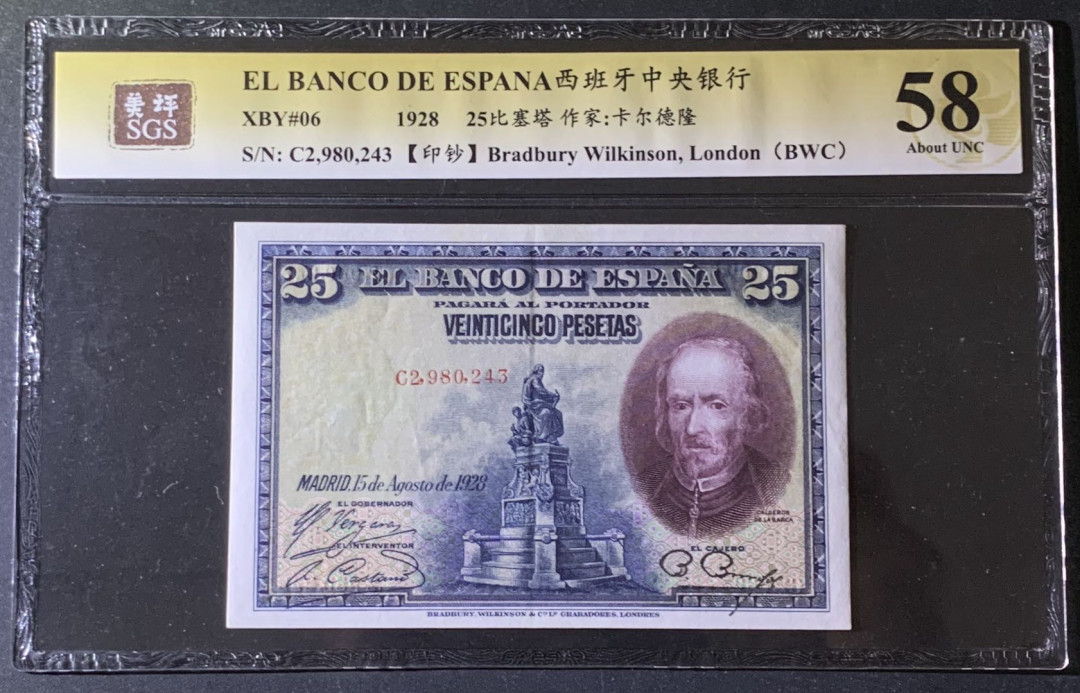 美评
SGS
EL BANCO DE ESPANA西班牙中央银行
XBY#06 1928 25比塞塔 作家:卡尔德隆
S/N: C2,980,243 【印钞】Bradbury Wilkinson, London（BWC）
58
About UNC
25 EL BANCO DE ESPAÑA 25
PAGARÁ AL PORTADOR
VEINTICINCO PESETAS
C2,980,243
MADRID 15 de Agosto de 1928
EL GOBERNADOR
EL INTERVENTOR
CALDERÓN
DE LA BARCA
EL CAJERO
BRADBURY, WILKINSON & Cº Lᴰ GRABADORES, LONDRES